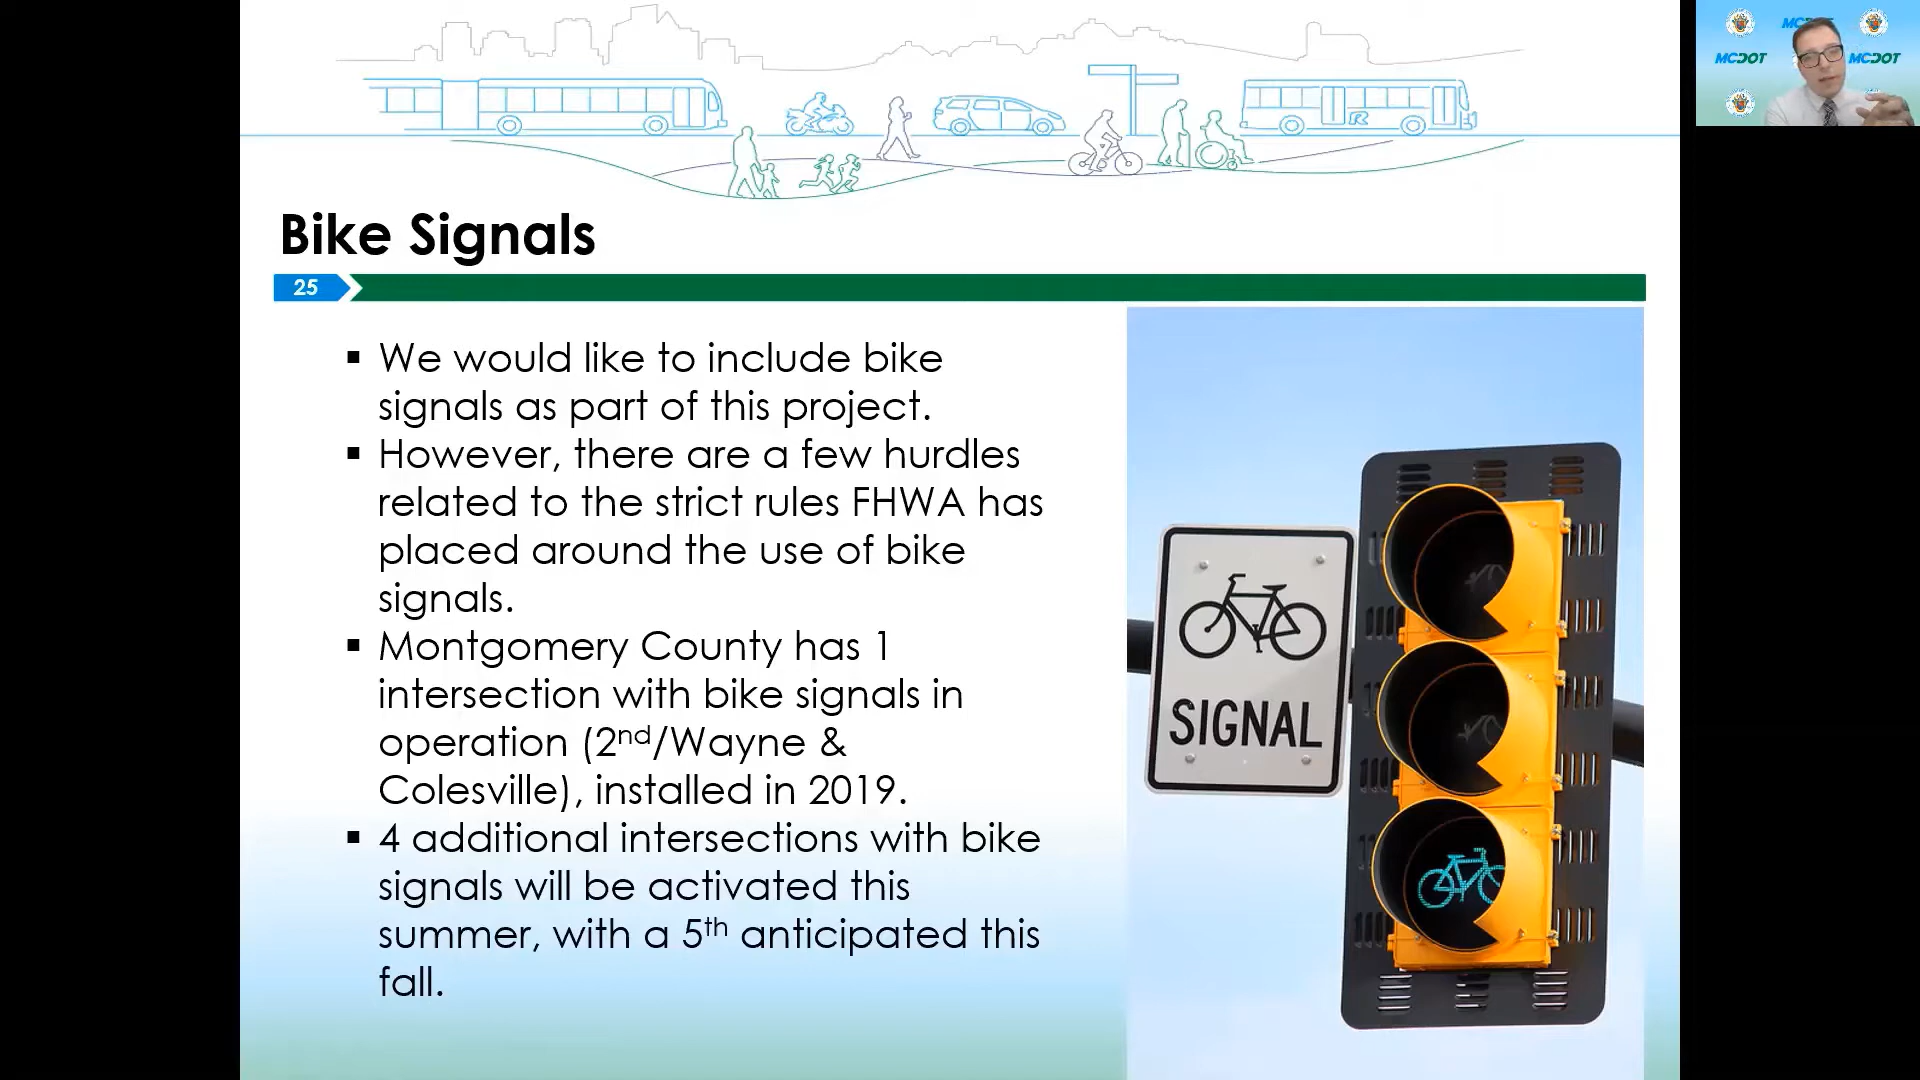 MCDOT
MCDOT
MCDOT
R
Bike Signals
25
▪ We would like to include bike
signals as part of this project.
▪ However, there are a few hurdles
related to the strict rules FHWA has
placed around the use of bike
signals.
▪ Montgomery County has 1
intersection with bike signals in
operation (2nd/Wayne &
Colesville), installed in 2019.
▪ 4 additional intersections with bike
signals will be activated this
summer, with a 5th anticipated this
fall.
SIGNAL